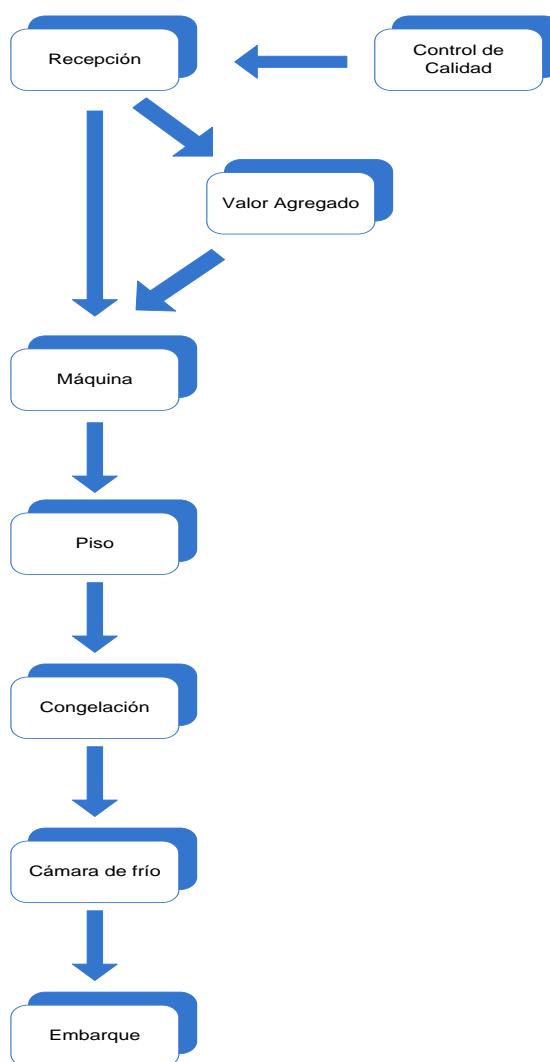 Recepción
Control de
Calidad
Valor Agregado
Máquina
Piso
Congelación
Cámara de frío
Embarque